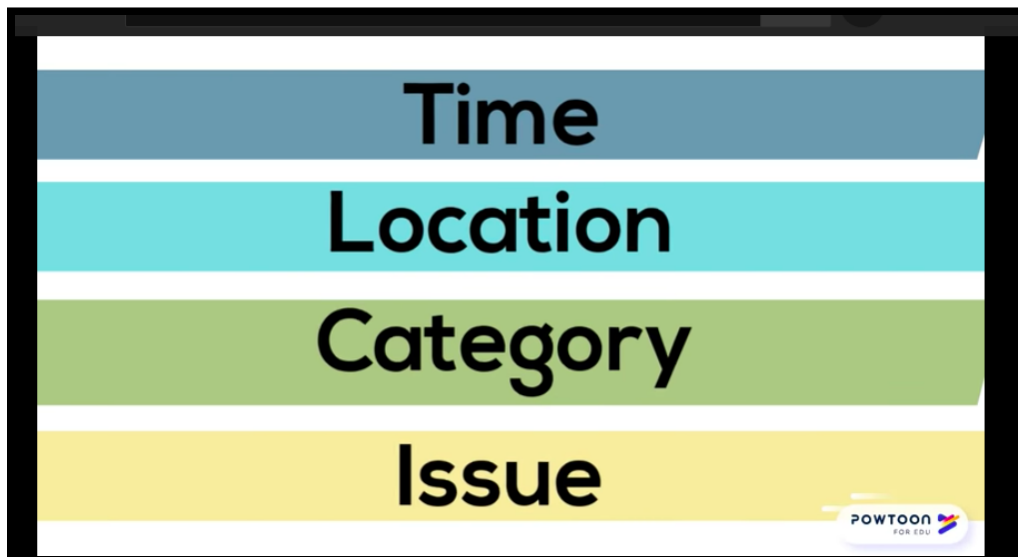 Time
Location
Category
Issue
POWTOON
FOR EDU